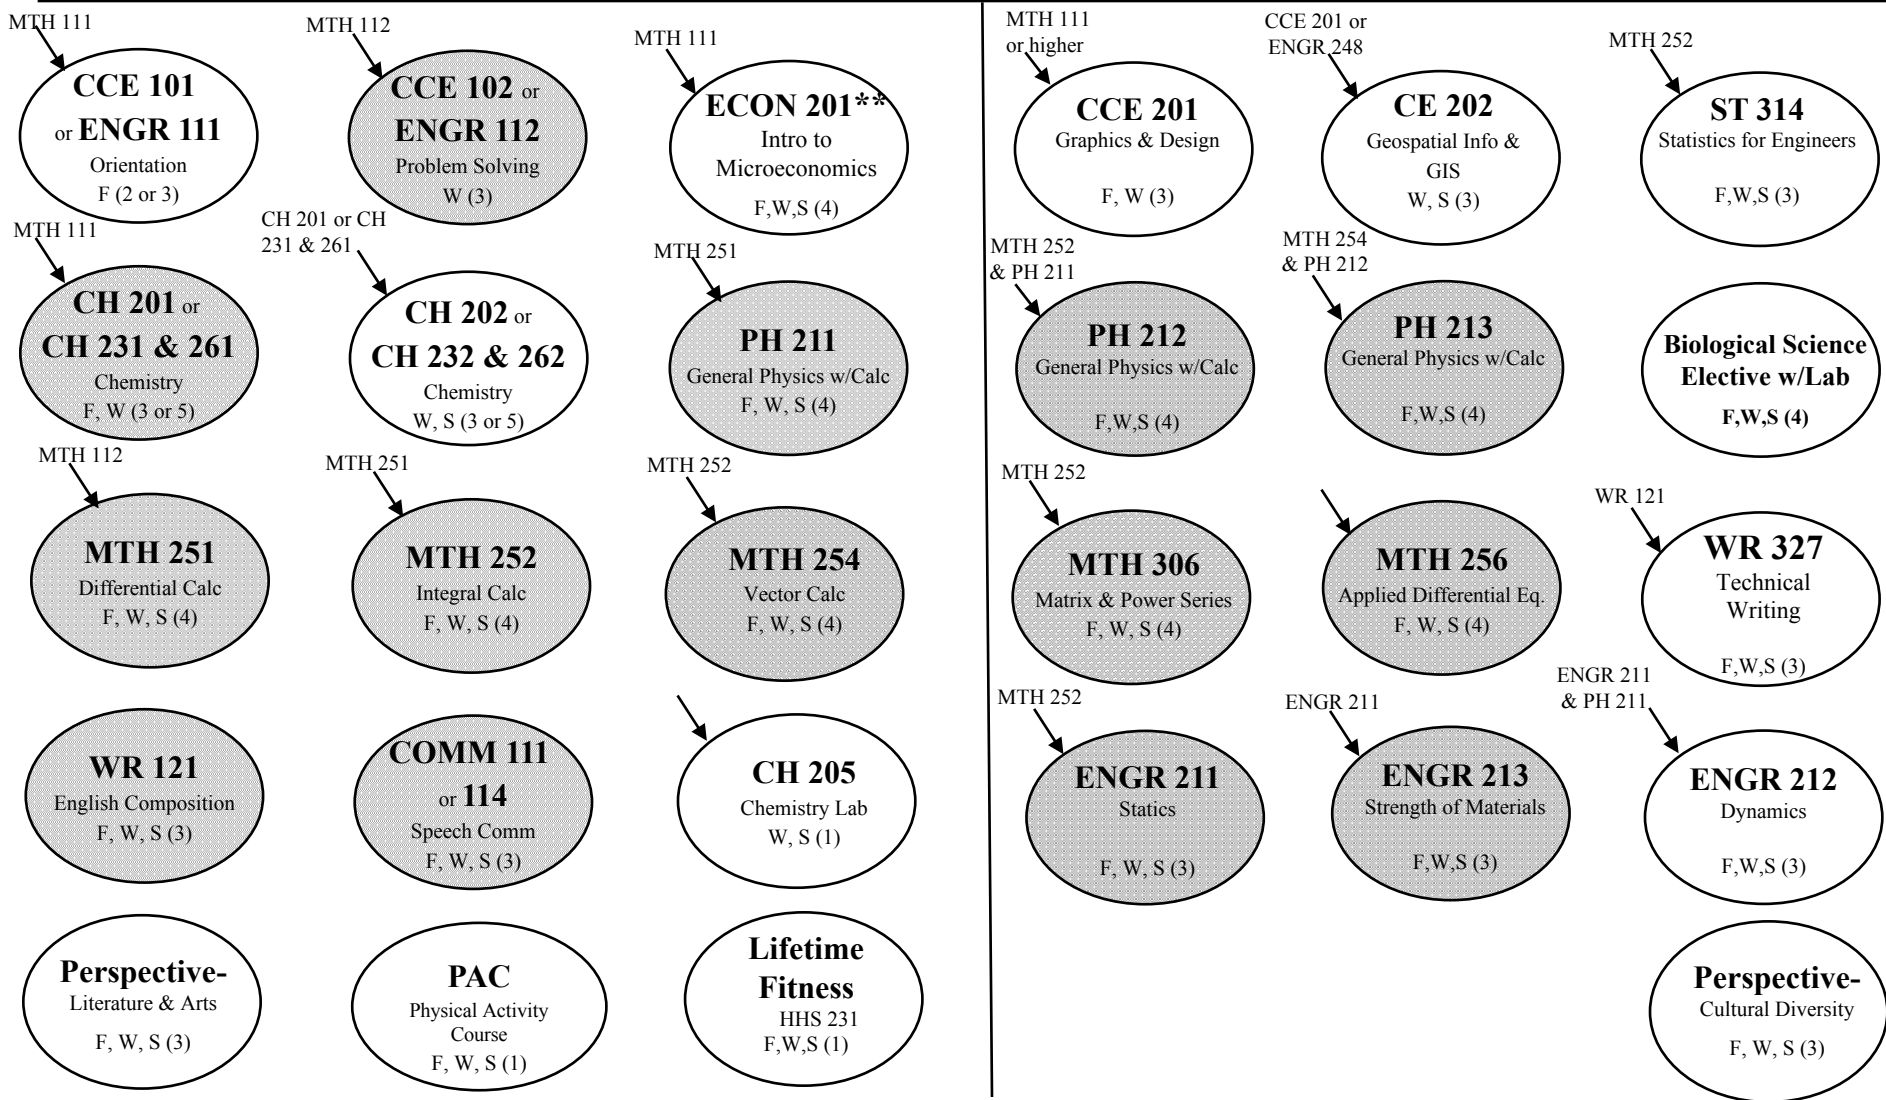 MTH 111
CCE 101
or ENGR 111
Orientation
F (2 or 3)
MTH 112
CCE 102 or
ENGR 112
Problem Solving
W (3)
MTH 111
ECON 201**
Intro to
Microeconomics
F,W,S (4)
MTH 111
or higher
CCE 201
Graphics & Design
F, W (3)
CCE 201 or
ENGR 248
CE 202
Geospatial Info &
GIS
W, S (3)
MTH 252
ST 314
Statistics for Engineers
F,W,S (3)
MTH 111
CH 201 or
CH 231 & 261
Chemistry
F, W (3 or 5)
CH 201 or CH
231 & 261
CH 202 or
CH 232 & 262
Chemistry
W, S (3 or 5)
MTH 251
PH 211
General Physics w/Calc
F, W, S (4)
MTH 252
& PH 211
PH 212
General Physics w/Calc
F,W,S (4)
MTH 254
& PH 212
PH 213
General Physics w/Calc
F,W,S (4)
Biological Science
Elective w/Lab
F,W,S (4)
MTH 112
MTH 251
Differential Calc
F, W, S (4)
MTH 251
MTH 252
Integral Calc
F, W, S (4)
MTH 252
MTH 254
Vector Calc
F, W, S (4)
MTH 252
MTH 306
Matrix & Power Series
F, W, S (4)
MTH 256
Applied Differential Eq.
F, W, S (4)
WR 121
WR 327
Technical
Writing
F,W,S (3)
WR 121
English Composition
F, W, S (3)
COMM 111
or 114
Speech Comm
F, W, S (3)
CH 205
Chemistry Lab
W, S (1)
MTH 252
ENGR 211
Statics
F, W, S (3)
ENGR 211
ENGR 213
Strength of Materials
F,W,S (3)
ENGR 211
& PH 211
ENGR 212
Dynamics
F,W,S (3)
Perspective-
Literature & Arts
F, W, S (3)
PAC
Physical Activity
Course
F, W, S (1)
Lifetime
Fitness
HHS 231
F,W,S (1)
Perspective-
Cultural Diversity
F, W, S (3)